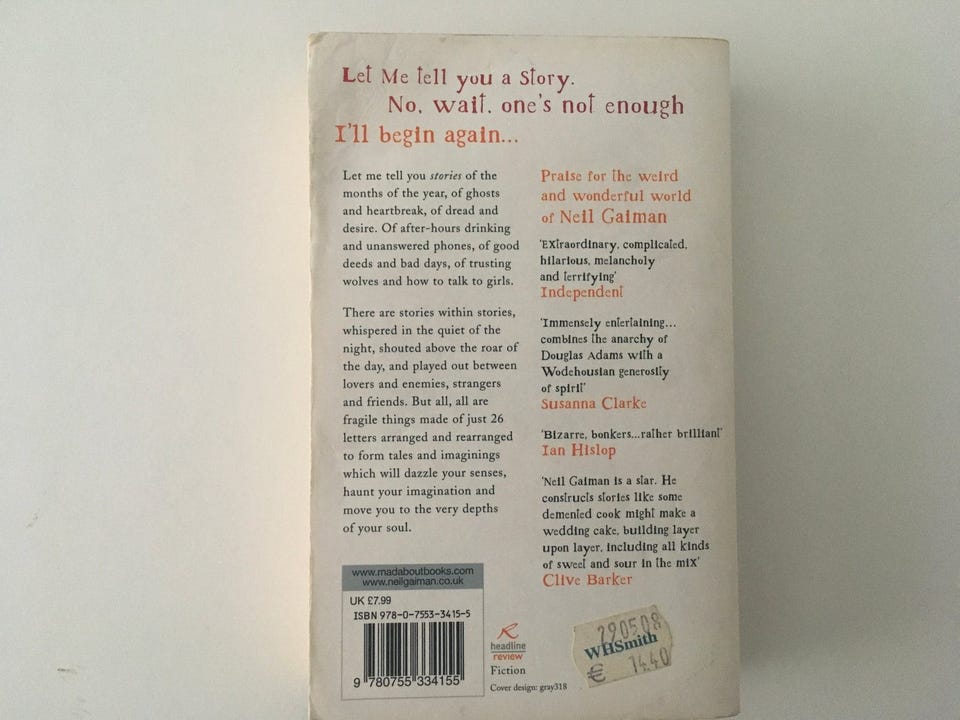 Let Me tell you a Story.
No, wait, one's not enough
I'll begin again...
Let me tell you stories of the
months of the year, of ghosts
and heartbreak, of dread and
desire. Of after-hours drinking
and unanswered phones, of good
deeds and bad days, of trusting
wolves and how to talk to girls.
There are stories within stories,
whispered in the quiet of the
night, shouted above the roar of
the day, and played out between
lovers and enemies, strangers
and friends. But all, all are
fragile things made of just 26
letters arranged and rearranged
to form tales and imaginings
which will dazzle your senses,
haunt your imagination and
move you to the very depths
of your soul.
Praise for the weird
and wonderful world
of Neil Gaiman
'Extraordinary, complicated,
hilarious, melancholy
and terrifying'
Independent
'Immensely entertaining...
combines the anarchy of
Douglas Adams with a
Wodehousian generosity
of spirit'
Susanna Clarke
'Bizarre, bonkers...rather brilliant'
Ian Hislop
'Neil Gaiman is a star. He
constructs stories like some
demented cook might make a
wedding cake, building layer
upon layer, including all kinds
of sweet and sour in the mix'
Clive Barker
www.madaboutbooks.com
www.neilgaiman.co.uk
UK £7.99
ISBN 978-0-7553-3415-5
9 780755 334155
headline
review
Fiction
Cover design: gray318
290508
WHSmith
€ 14.40